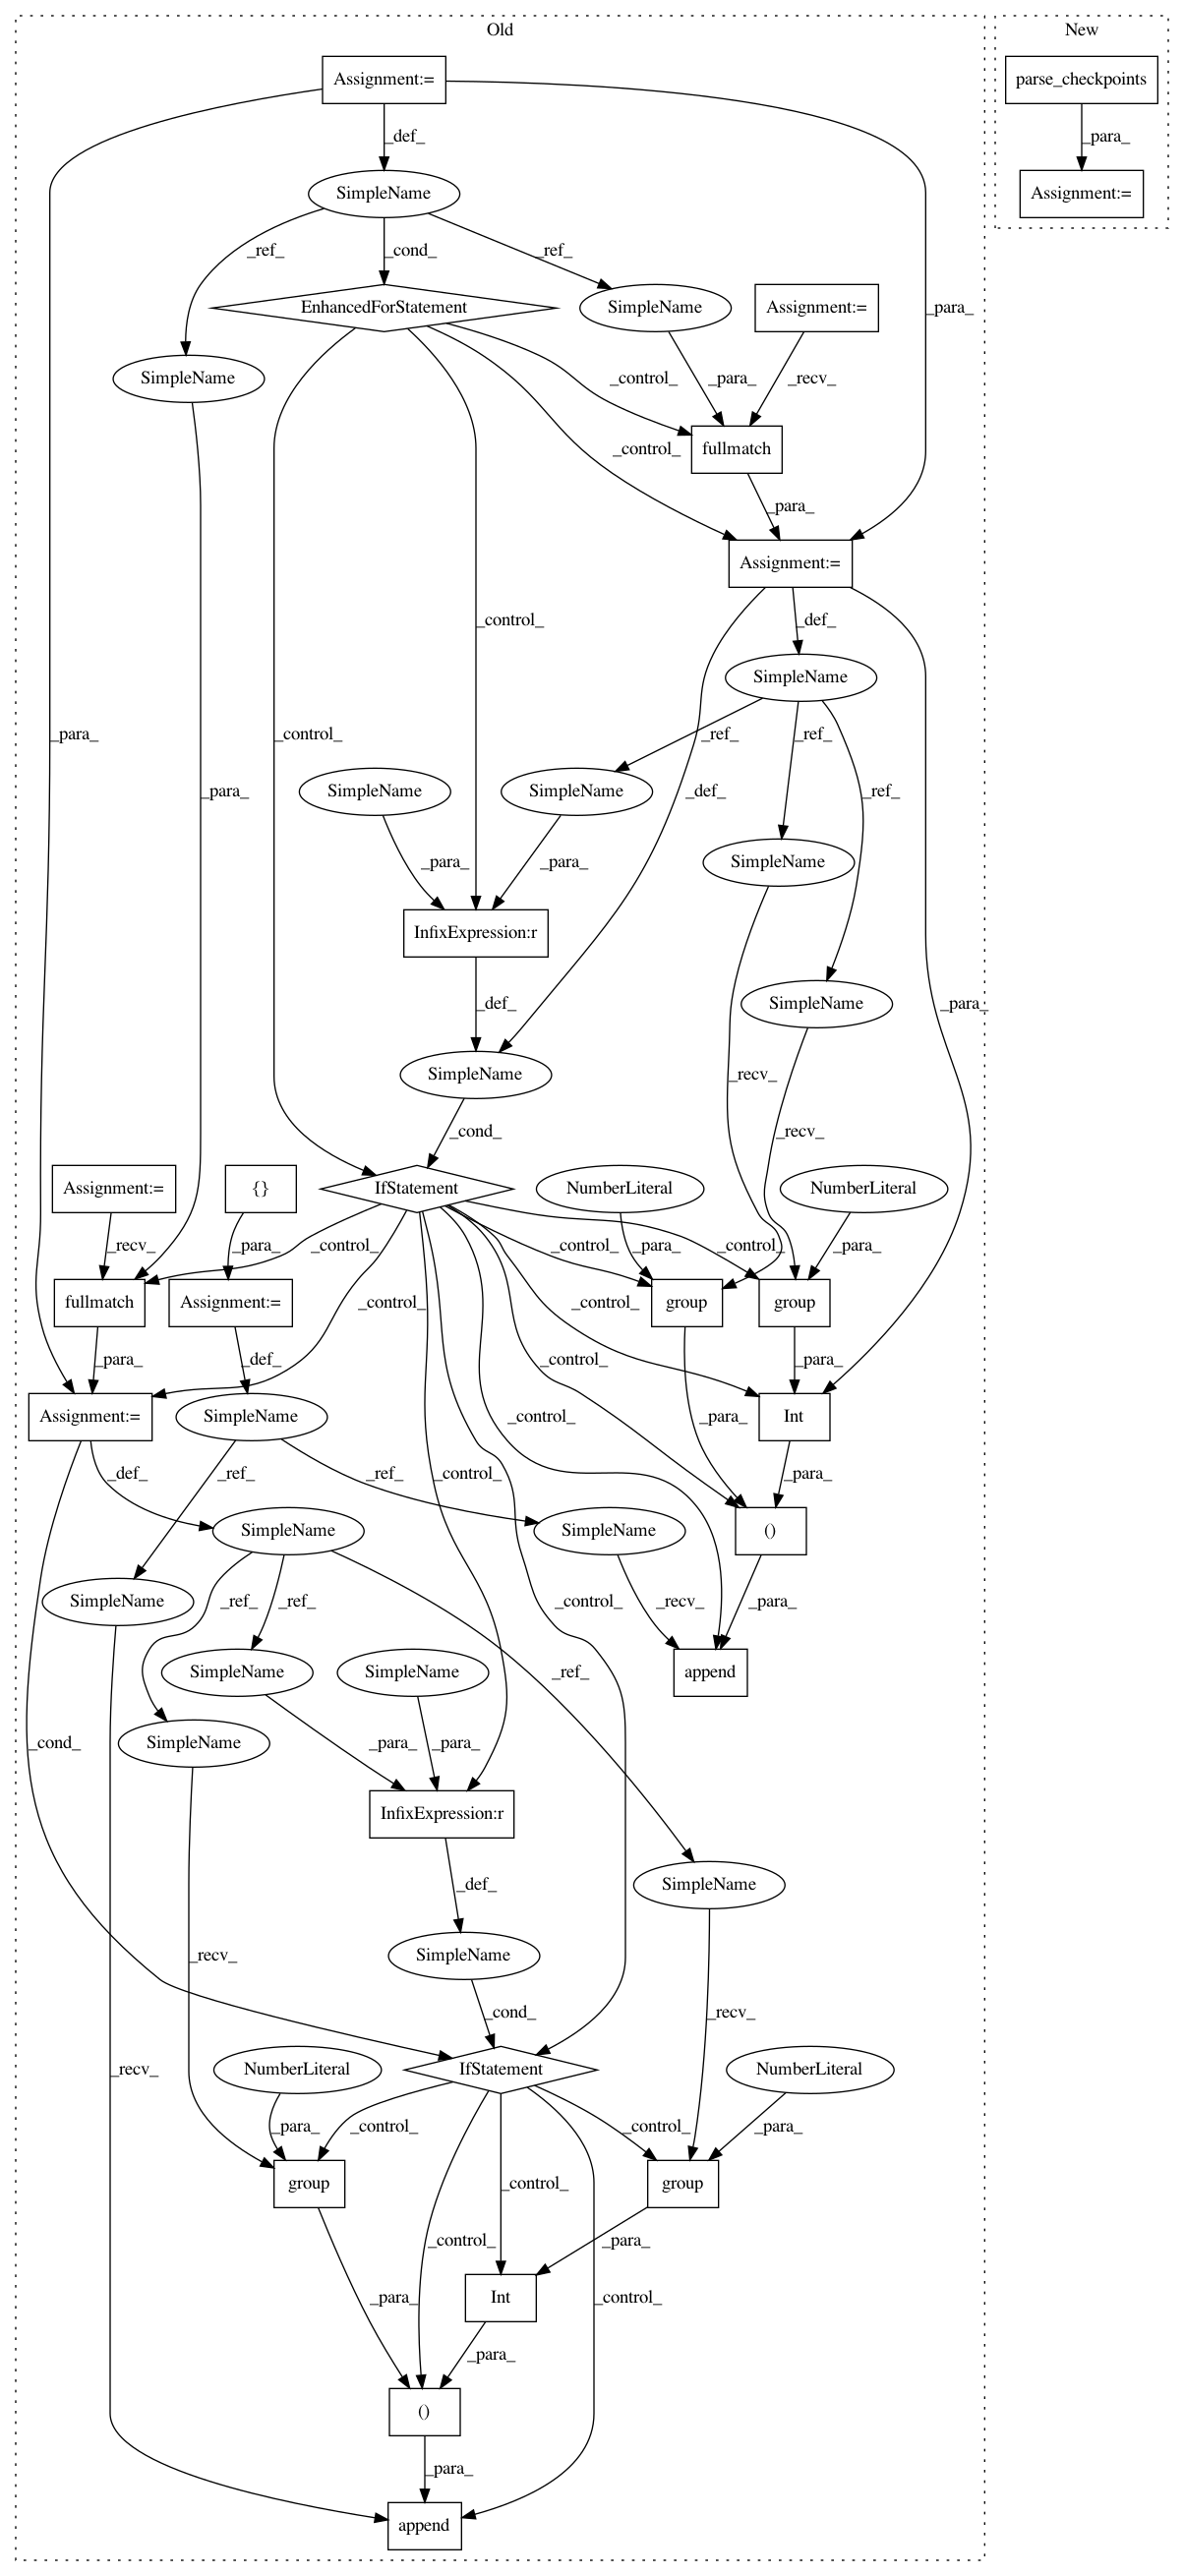 Old
New
Assignment:=
parse_checkpoints
_def_
_para_
SimpleName
Assignment:=
_ref_
_cond_
_ref_
EnhancedForStatement
SimpleName
Assignment:=
_para_
SimpleName
_control_
_para_
_recv_
fullmatch
_control_
_para_
Assignment:=
_control_
_def_
SimpleName
_para_
_control_
_ref_
_ref_
SimpleName
SimpleName
_para_
_def_
_ref_
_para_
_para_
SimpleName
InfixExpression:r
_def_
SimpleName
_para_
SimpleName
_recv_
_cond_
_recv_
Assignment:=
{}
IfStatement
NumberLiteral
NumberLiteral
_recv_
_para_
_control_
_control_
_para_
_control_
_para_
fullmatch
Assignment:=
_control_
_control_
group
group
_para_
_def_
_control_
_para_
Assignment:=
SimpleName
_control_
_para_
Int
_def_
_ref_
_ref_
_control_
_para_
SimpleName
SimpleName
()
SimpleName
_ref_
_ref_
_control_
_recv_
_para_
SimpleName
SimpleName
_ref_
append
SimpleName
_cond_
_para_
_para_
InfixExpression:r
SimpleName
_def_
SimpleName
_recv_
_cond_
_recv_
_recv_
NumberLiteral
IfStatement
NumberLiteral
_para_
_control_
_control_
_para_
group
_control_
group
_control_
_para_
_para_
Int
_control_
_para_
()
_para_
append